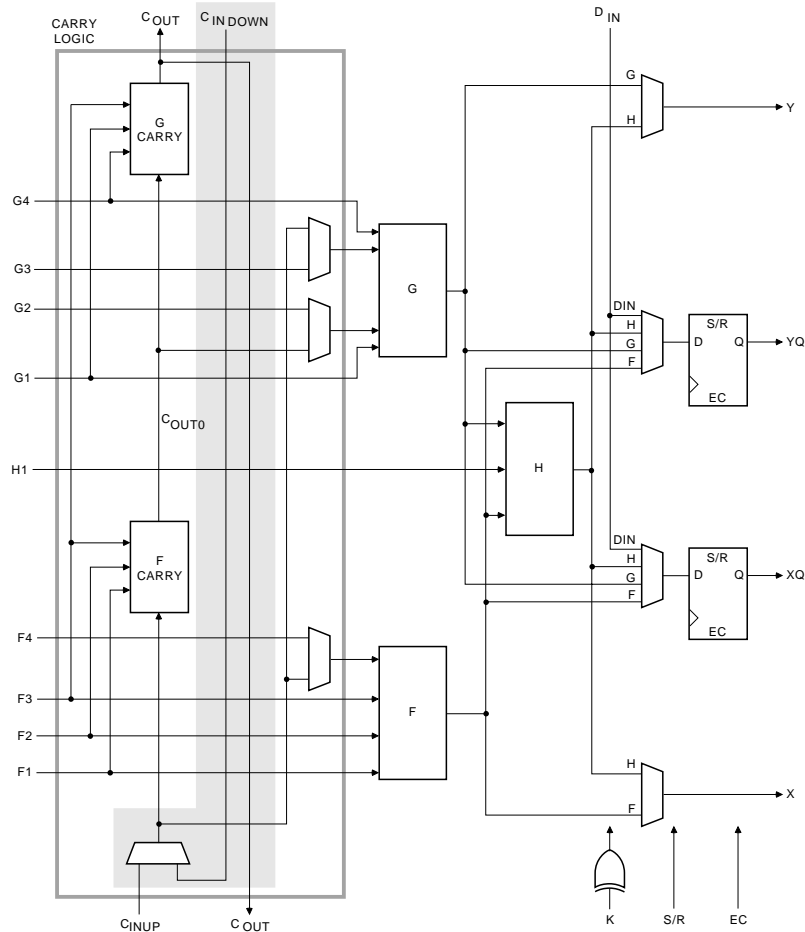 CARRY
LOGIC
C OUT
C IN DOWN
D IN
G
CARRY
G
H
Y
G4
G3
G2
G
DIN
H
G
F
S/R
D
Q
EC
YQ
G1
C OUT0
H1
H
F
CARRY
DIN
H
G
F
S/R
D
Q
EC
XQ
F4
F3
F
F2
F1
H
F
X
C INUP
C OUT
K
S/R
EC